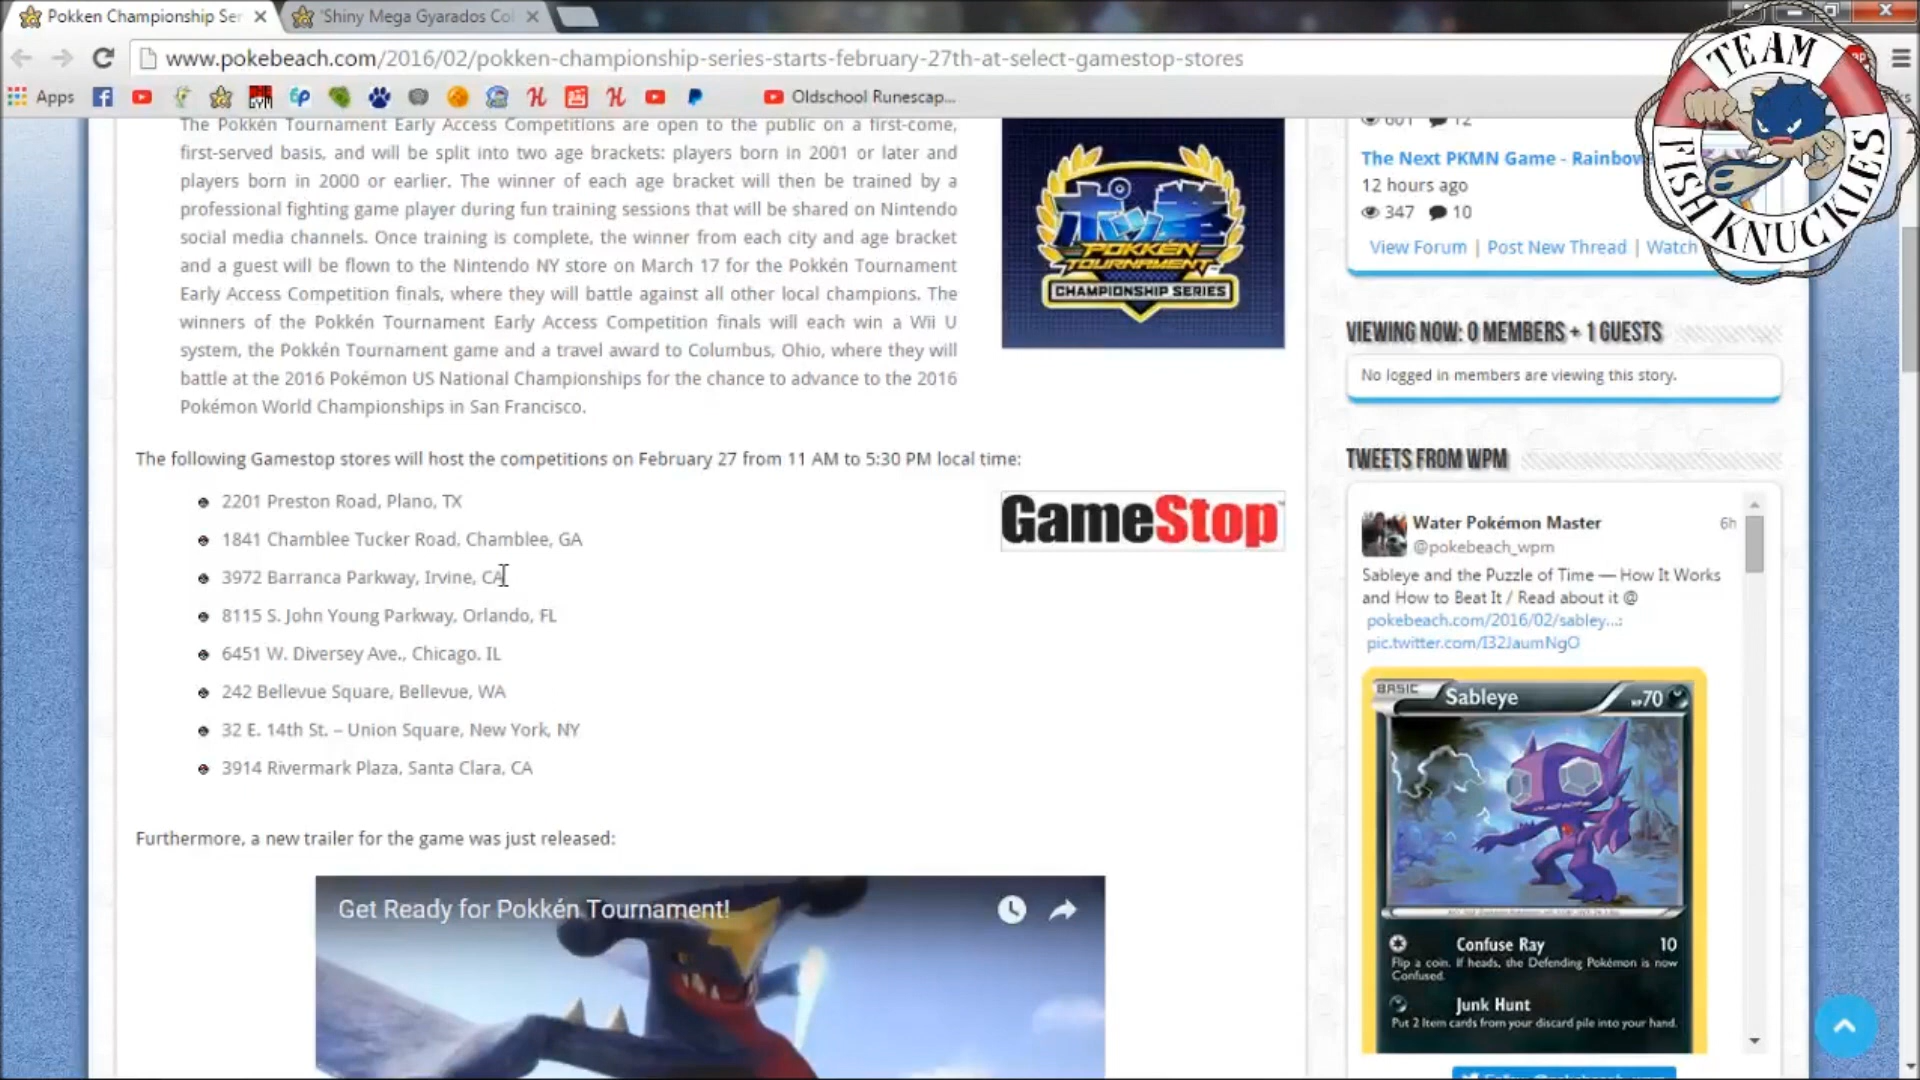 Pokken Championship Ser
'Shiny Mega Gyarados Col
www.pokebeach.com/2016/02/pokken-championship-series-starts-february-27th-at-select-gamestop-stores
Apps
Oldschool Runescap...
The Pokkén Tournament Early Access Competitions are open to the public on a first-come,
first-served basis, and will be split into two age brackets: players born in 2001 or later and
players born in 2000 or earlier. The winner of each age bracket will then be trained by a
professional fighting game player during fun training sessions that will be shared on Nintendo
social media channels. Once training is complete, the winner from each city and age bracket
and a guest will be flown to the Nintendo NY store on March 17 for the Pokkén Tournament
Early Access Competition finals, where they will battle against all other local champions. The
winners of the Pokkén Tournament Early Access Competition finals will each win a Wii U
system, the Pokkén Tournament game and a travel award to Columbus, Ohio, where they will
battle at the 2016 Pokémon US National Championships for the chance to advance to the 2016
Pokémon World Championships in San Francisco.
ポッ拳
POKKÉN
TOURNAMENT
CHAMPIONSHIP SERIES
The following Gamestop stores will host the competitions on February 27 from 11 AM to 5:30 PM local time:
2201 Preston Road, Plano, TX
1841 Chamblee Tucker Road, Chamblee, GA
3972 Barranca Parkway, Irvine, CA
8115 S. John Young Parkway, Orlando, FL
6451 W. Diversey Ave., Chicago. IL
242 Bellevue Square, Bellevue, WA
32 E. 14th St. – Union Square, New York, NY
3914 Rivermark Plaza, Santa Clara, CA
GameStop
Furthermore, a new trailer for the game was just released:
Get Ready for Pokkén Tournament!
601 12
The Next PKMN Game - Rainbow
12 hours ago
347 10
View Forum | Post New Thread | Watch
TEAM
FISH KNUCKLES
VIEWING NOW: 0 MEMBERS + 1 GUESTS
No logged in members are viewing this story.
TWEETS FROM WPM
Water Pokémon Master 6h
@pokebeach_wpm
Sableye and the Puzzle of Time — How It Works
and How to Beat It / Read about it @
pokebeach.com/2016/02/sabley...:
pic.twitter.com/I32JaumNgO
BASIC
Sableye HP70
Confuse Ray 10
Flip a coin. If heads, the Defending Pokémon is now
Confused.
Junk Hunt
Put 2 Item cards from your discard pile into your hand.